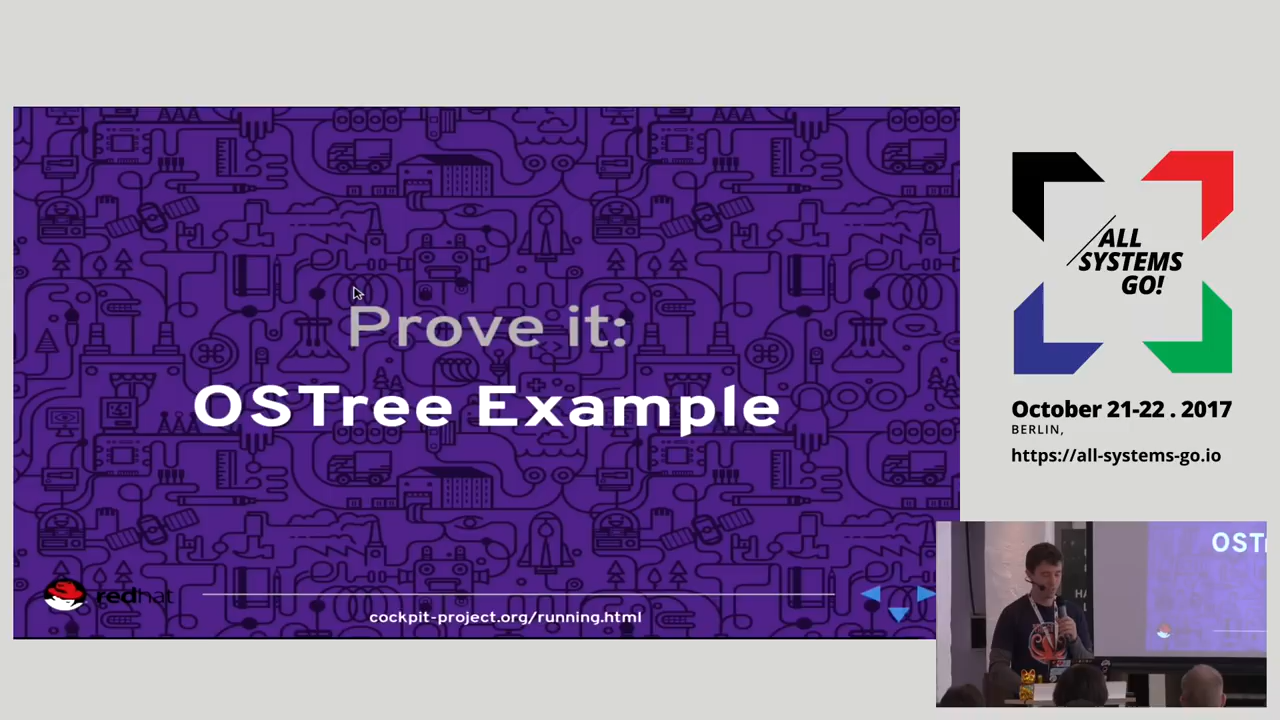 Prove it:
OSTree Example
redhat
cockpit-project.org/running.html
ALL
SYSTEMS
GO!
October 21-22 . 2017
BERLIN,
https://all-systems-go.io
OST